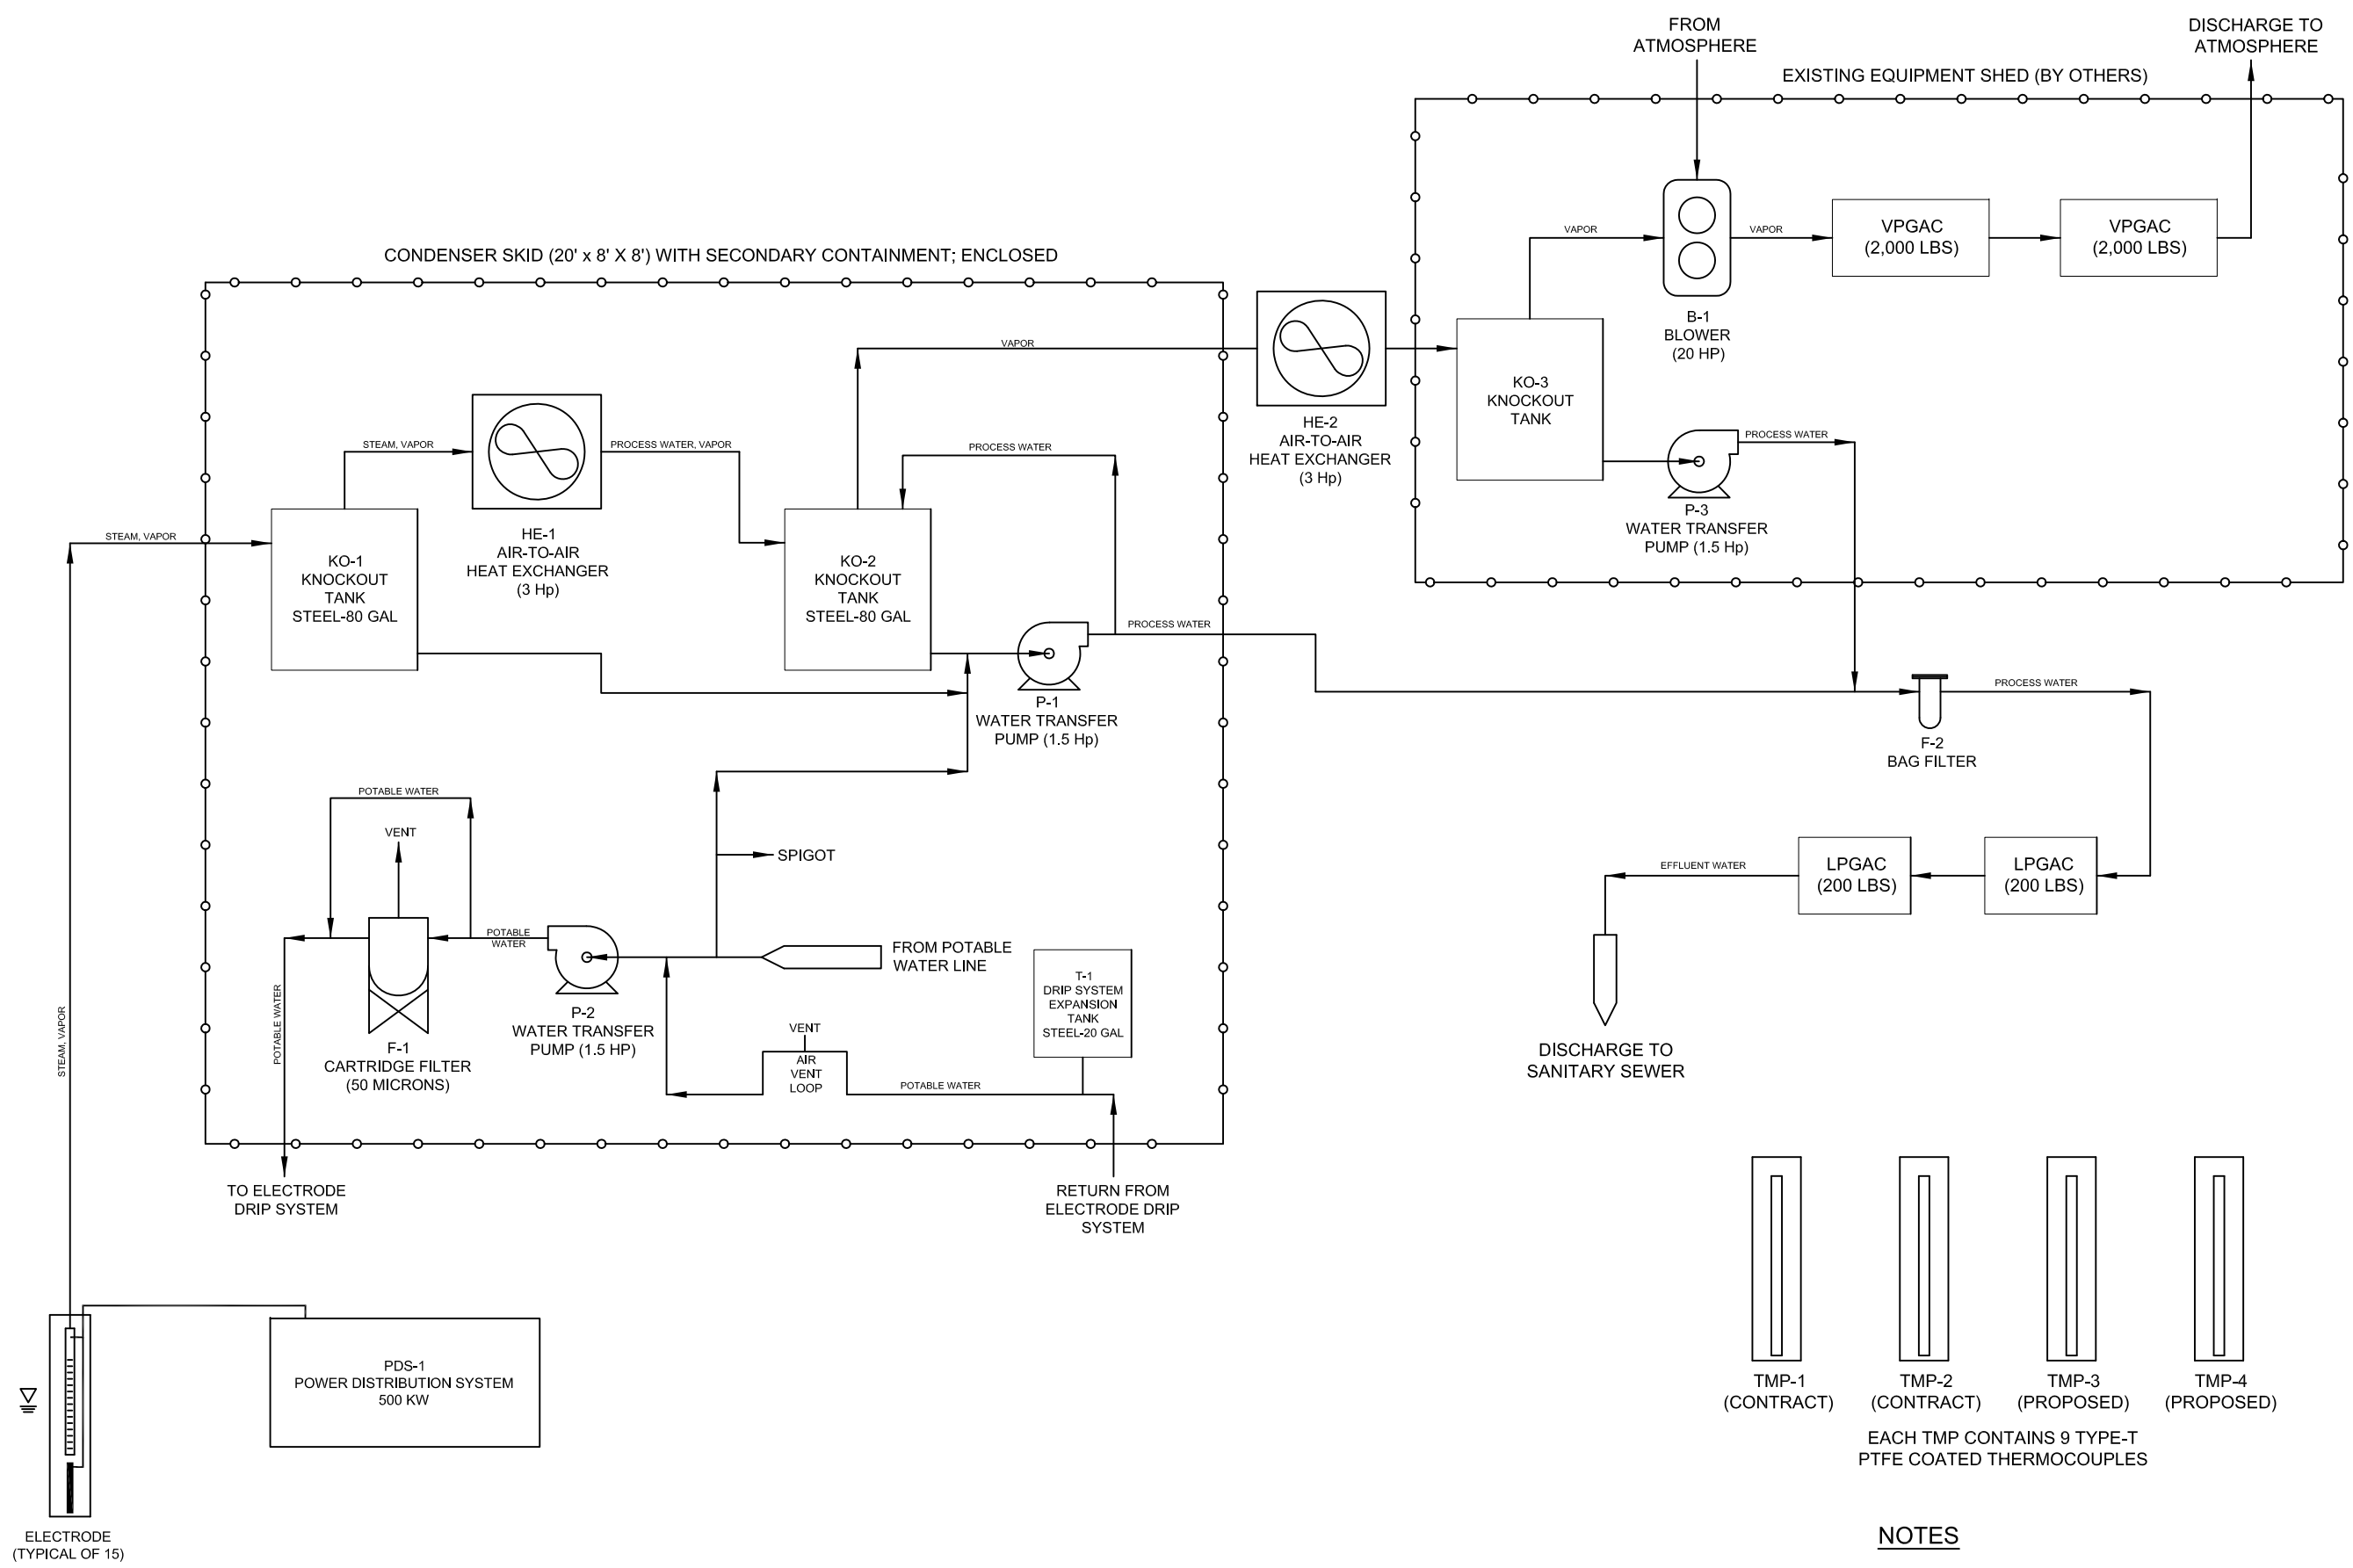 FROM
ATMOSPHERE
DISCHARGE TO
ATMOSPHERE
EXISTING EQUIPMENT SHED (BY OTHERS)
VAPOR
VAPOR
VPGAC
(2,000 LBS)
VPGAC
(2,000 LBS)
B-1
BLOWER
(20 HP)
CONDENSER SKID (20' x 8' X 8') WITH SECONDARY CONTAINMENT; ENCLOSED
VAPOR
HE-2
AIR-TO-AIR
HEAT EXCHANGER
(3 Hp)
KO-3
KNOCKOUT
TANK
PROCESS WATER
P-3
WATER TRANSFER
PUMP (1.5 Hp)
STEAM, VAPOR
PROCESS WATER, VAPOR
PROCESS WATER
HE-1
AIR-TO-AIR
HEAT EXCHANGER
(3 Hp)
STEAM, VAPOR
KO-1
KNOCKOUT
TANK
STEEL-80 GAL
KO-2
KNOCKOUT
TANK
STEEL-80 GAL
PROCESS WATER
P-1
WATER TRANSFER
PUMP (1.5 Hp)
PROCESS WATER
F-2
BAG FILTER
POTABLE WATER
VENT
SPIGOT
EFFLUENT WATER
LPGAC
(200 LBS)
LPGAC
(200 LBS)
POTABLE
WATER
FROM POTABLE
WATER LINE
P-2
WATER TRANSFER
PUMP (1.5 HP)
T-1
DRIP SYSTEM
EXPANSION
TANK
STEEL-20 GAL
POTABLE WATER
STEAM, VAPOR
F-1
CARTRIDGE FILTER
(50 MICRONS)
VENT
AIR
VENT
LOOP
POTABLE WATER
DISCHARGE TO
SANITARY SEWER
TO ELECTRODE
DRIP SYSTEM
RETURN FROM
ELECTRODE DRIP
SYSTEM
PDS-1
POWER DISTRIBUTION SYSTEM
500 KW
ELECTRODE
(TYPICAL OF 15)
TMP-1
(CONTRACT)
TMP-2
(CONTRACT)
TMP-3
(PROPOSED)
TMP-4
(PROPOSED)
EACH TMP CONTAINS 9 TYPE-T
PTFE COATED THERMOCOUPLES
NOTES